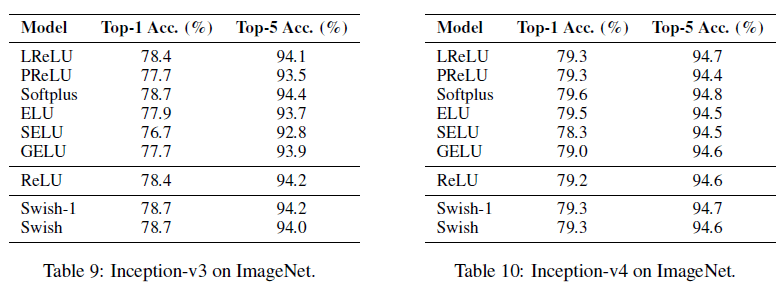 Model Top-1 Acc. (%) Top-5 Acc. (%)
LReLU 78.4 94.1
PReLU 77.7 93.5
Softplus 78.7 94.4
ELU 77.9 93.7
SELU 76.7 92.8
GELU 77.7 93.9
ReLU 78.4 94.2
Swish-1 78.7 94.2
Swish 78.7 94.0
Table 9: Inception-v3 on ImageNet.
Model Top-1 Acc. (%) Top-5 Acc. (%)
LReLU 79.3 94.7
PReLU 79.3 94.4
Softplus 79.6 94.8
ELU 79.5 94.5
SELU 78.3 94.5
GELU 79.0 94.6
ReLU 79.2 94.6
Swish-1 79.3 94.7
Swish 79.3 94.6
Table 10: Inception-v4 on ImageNet.